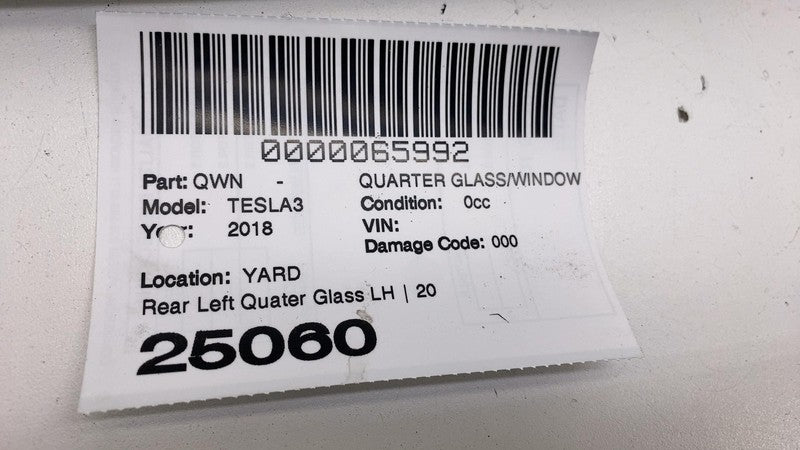 0000065992
Part: QWN - QUARTER GLASS/WINDOW
Model: TESLA3 Condition: 0cc
Year: 2018 VIN:
Damage Code: 000
Location: YARD
Rear Left Quater Glass LH | 20
25060